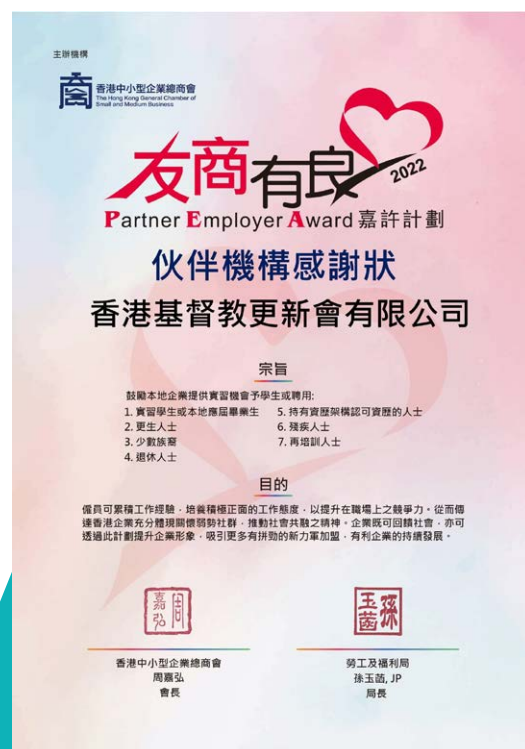 主辦機構
香港中小型企業總商會
The Hong Kong General Chamber of
Small and Medium Business
友商有良
2022
Partner Employer Award 嘉許計劃
伙伴機構感謝狀
香港基督教更新會有限公司
宗旨
鼓勵本地企業提供實習機會予學生或聘用:
1. 實習學生或本地應屆畢業生
2. 更生人士
3. 少數族裔
4. 退休人士
5. 持有資歷架構認可資歷的人士
6. 殘疾人士
7. 再培訓人士
目的
僱員可累積工作經驗，培養積極正面的工作態度，以提升在職場上之競爭力。從而傳
達香港企業充分體現關懷弱勢社群，推動社會共融之精神。企業既可回饋社會，亦可
透過此計劃提升企業形象，吸引更多有拼勁的新力軍加盟，有利企業的持續發展。
周嘉弘
孫玉菡
香港中小型企業總商會
周嘉弘
會長
勞工及福利局
孫玉菡, JP
局長